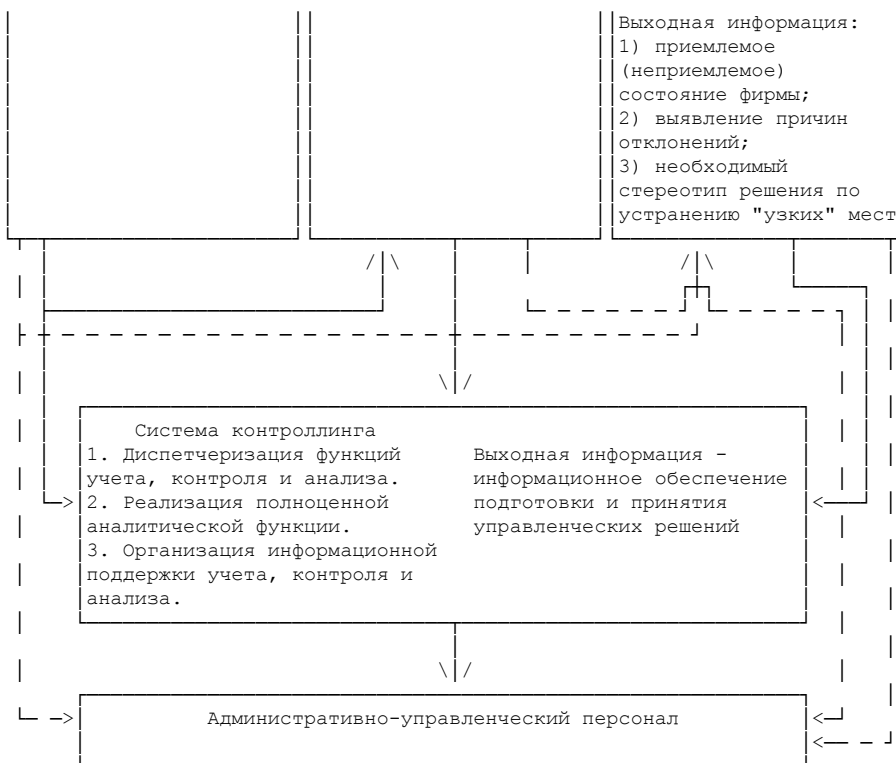 Выходная информация:
1) приемлемое
(неприемлемое)
состояние фирмы;
2) выявление причин
отклонений;
3) необходимый
стереотип решения по
устранению "узких" мест
Система контроллинга
1. Диспетчеризация функций
учета, контроля и анализа.
2. Реализация полноценной
аналитической функции.
3. Организация информационной
поддержки учета, контроля и
анализа.
Выходная информация -
информационное обеспечение
подготовки и принятия
управленческих решений
Административно-управленческий персонал